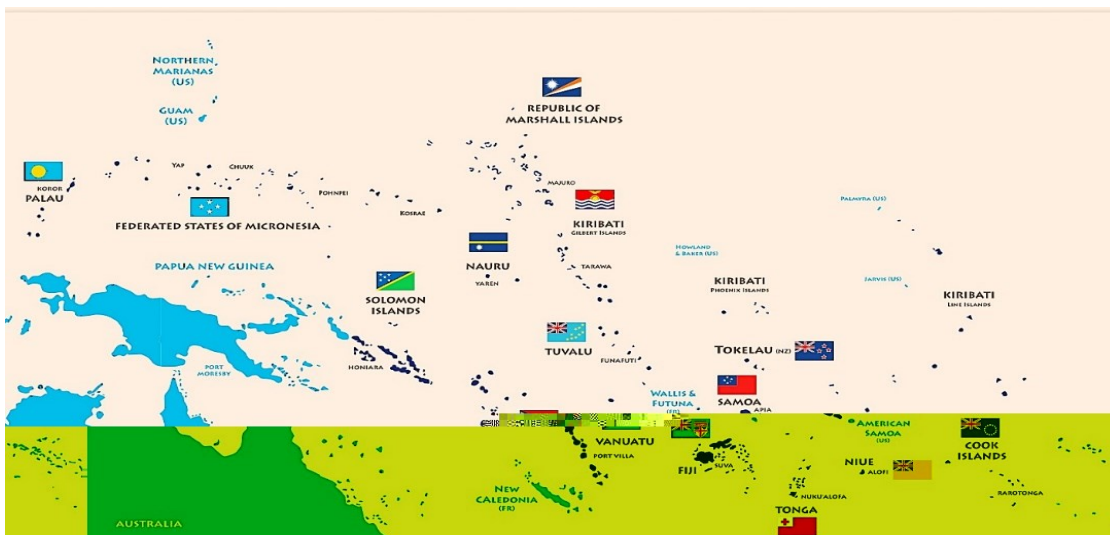 NORTHERN
MARIANAS
(US)
GUAM
(US)
REPUBLIC OF
MARSHALL ISLANDS
YAP
CHUUK
KOROR
PALAU
POHNPEI
MAJURO
KOSRAE
FEDERATED STATES OF MICRONESIA
KIRIBATI
GILBERT ISLANDS
PALMYRA (US)
HOWLAND
& BAKER (US)
PAPUA NEW GUINEA
NAURU
YAREN
TARAWA
KIRIBATI
PHOENIX ISLANDS
JARVIS (US)
KIRIBATI
LINE ISLANDS
SOLOMON
ISLANDS
TUVALU
FUNAFUTI
TOKELAU (NZ)
HONIARA
PORT
MORESBY
WALLIS &
FUTUNA
(FR)
SAMOA
APIA
AMERICAN
SAMOA
(US)
COOK
ISLANDS
VANUATU
PORT VILLA
FIJI
SUVA
NIUE
ALOFI
NEW
CALEDONIA
(FR)
NUKU'ALOFA
RAROTONGA
TONGA
AUSTRALIA